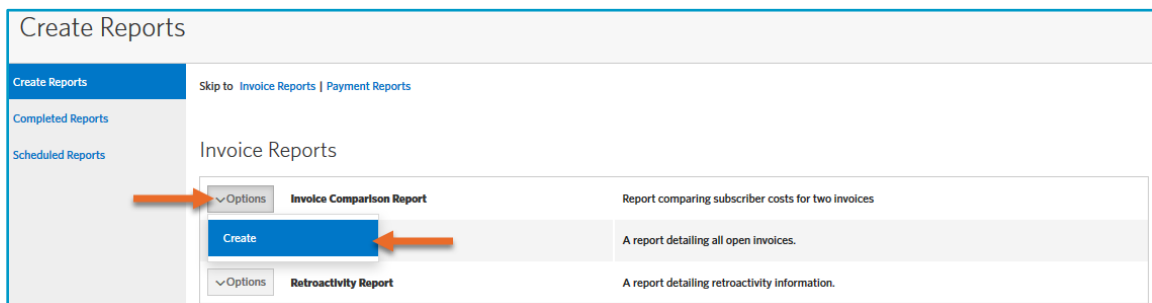 Create Reports
Create Reports
Skip to Invoice Reports | Payment Reports
Completed Reports
Scheduled Reports
Invoice Reports
Options Invoice Comparison Report Report comparing subscriber costs for two invoices
Create A report detailing all open invoices.
Options Retroactivity Report A report detailing retroactivity information.